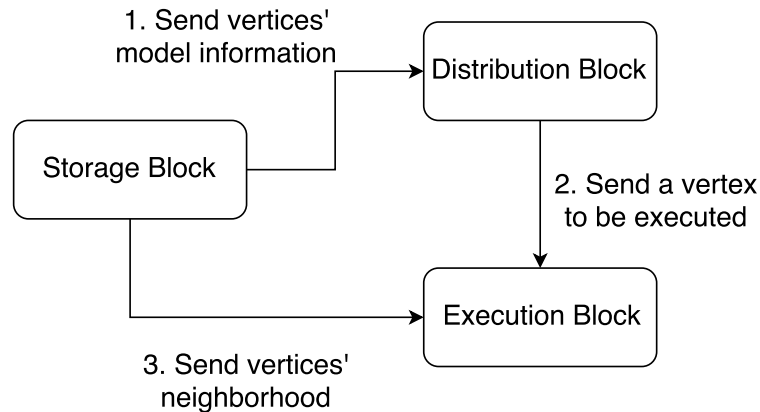 1. Send vertices'
model information
Distribution Block
Storage Block
2. Send a vertex
to be executed
Execution Block
3. Send vertices'
neighborhood